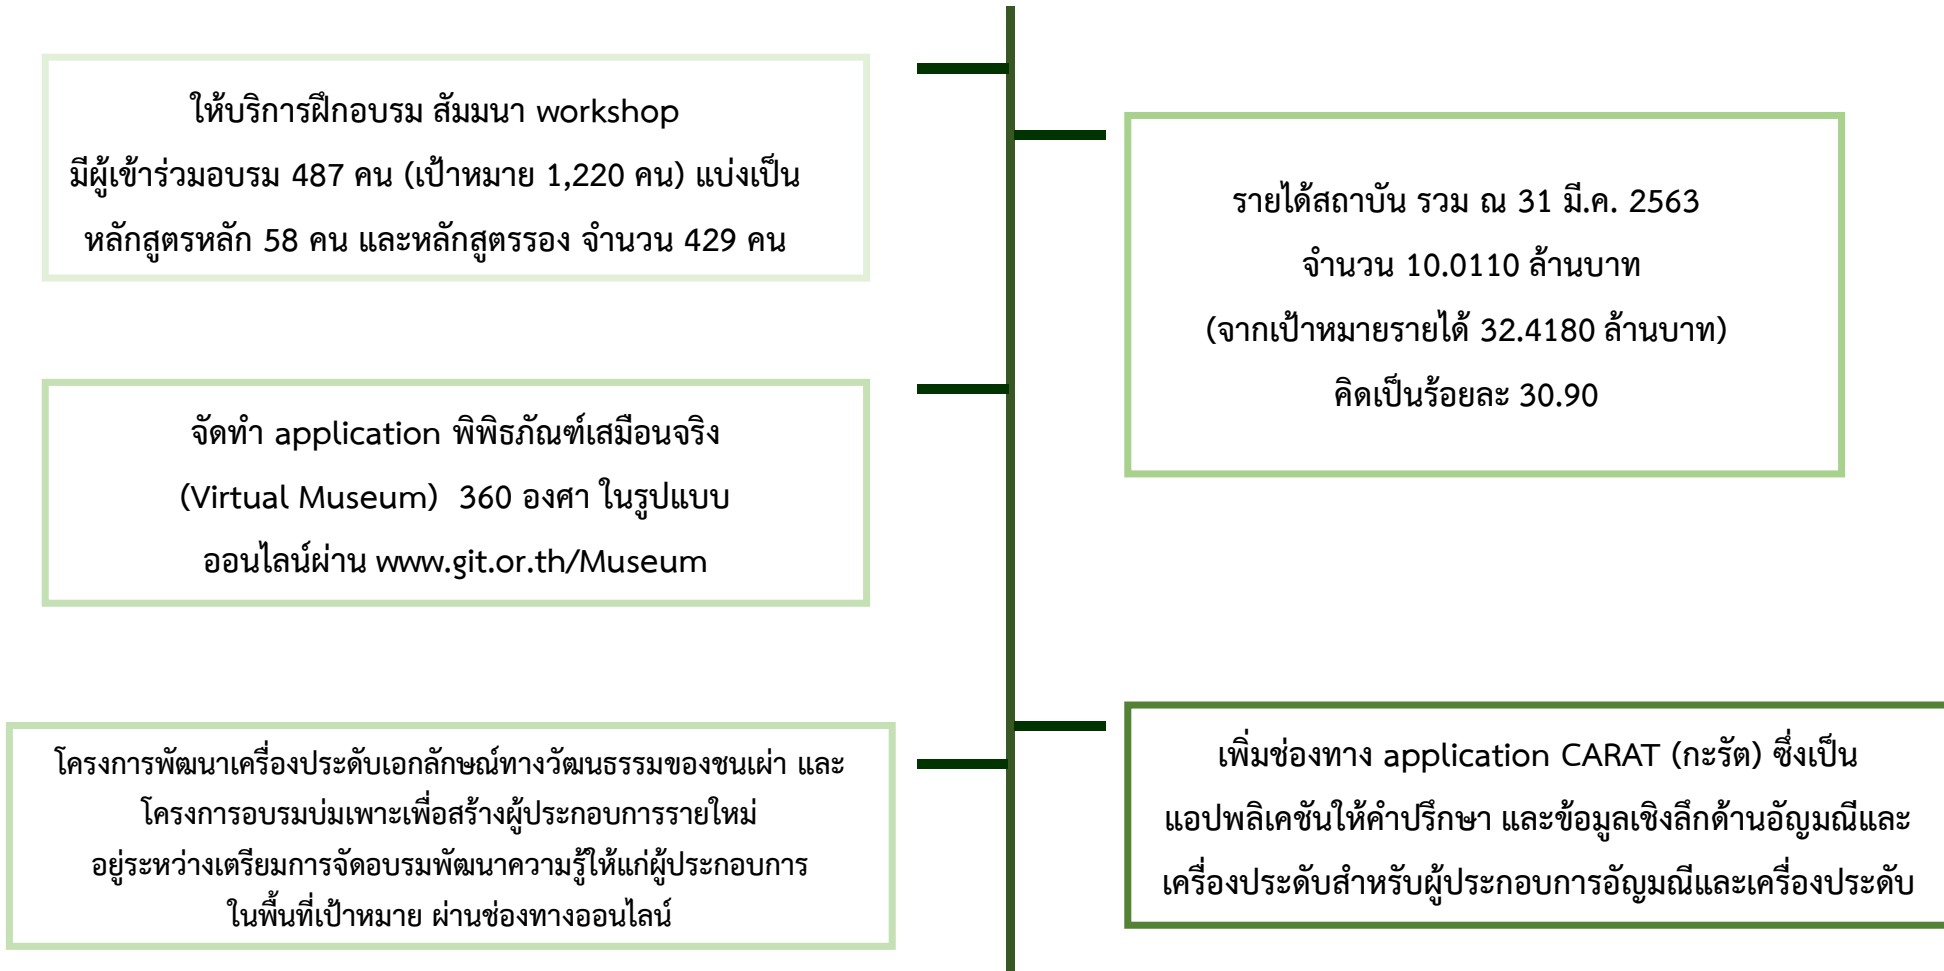 ให้บริการฝึกอบรม สัมมนา workshop
มีผู้เข้าร่วมอบรม 487 คน (เป้าหมาย 1,220 คน) แบ่งเป็น
หลักสูตรหลัก 58 คน และหลักสูตรรอง จำนวน 429 คน
รายได้สถาบัน รวม ณ 31 มี.ค. 2563
จำนวน 10.0110 ล้านบาท
(จากเป้าหมายรายได้ 32.4180 ล้านบาท)
คิดเป็นร้อยละ 30.90
จัดทำ application พิพิธภัณฑ์เสมือนจริง
(Virtual Museum) 360 องศา ในรูปแบบ
ออนไลน์ผ่าน www.git.or.th/Museum
โครงการพัฒนาเครื่องประดับเอกลักษณ์ทางวัฒนธรรมของชนเผ่า และ
โครงการอบรมบ่มเพาะเพื่อสร้างผู้ประกอบการรายใหม่
อยู่ระหว่างเตรียมการจัดอบรมพัฒนาความรู้ให้แก่ผู้ประกอบการ
ในพื้นที่เป้าหมาย ผ่านช่องทางออนไลน์
เพิ่มช่องทาง application CARAT (กะรัต) ซึ่งเป็น
แอปพลิเคชันให้คำปรึกษา และข้อมูลเชิงลึกด้านอัญมณีและ
เครื่องประดับสำหรับผู้ประกอบการอัญมณีและเครื่องประดับ